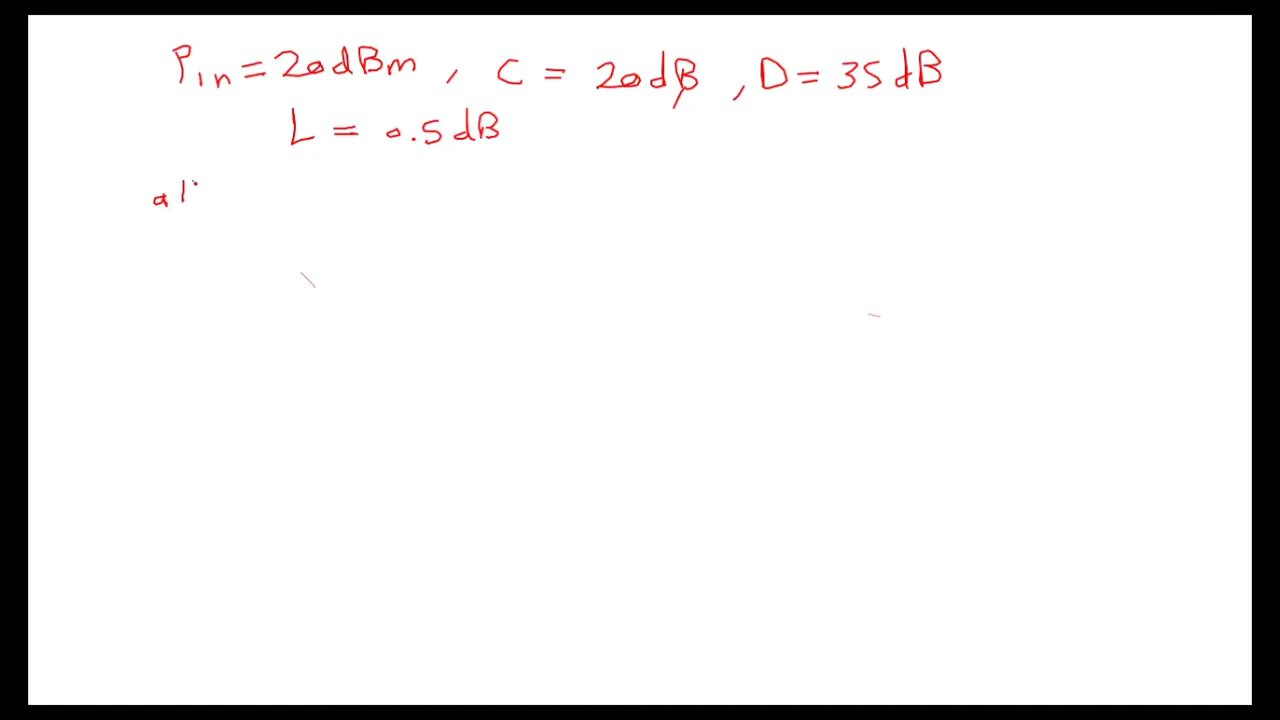 Pin = 20dBm, C = 20dB, D = 35dB
L = 0.5dB
a